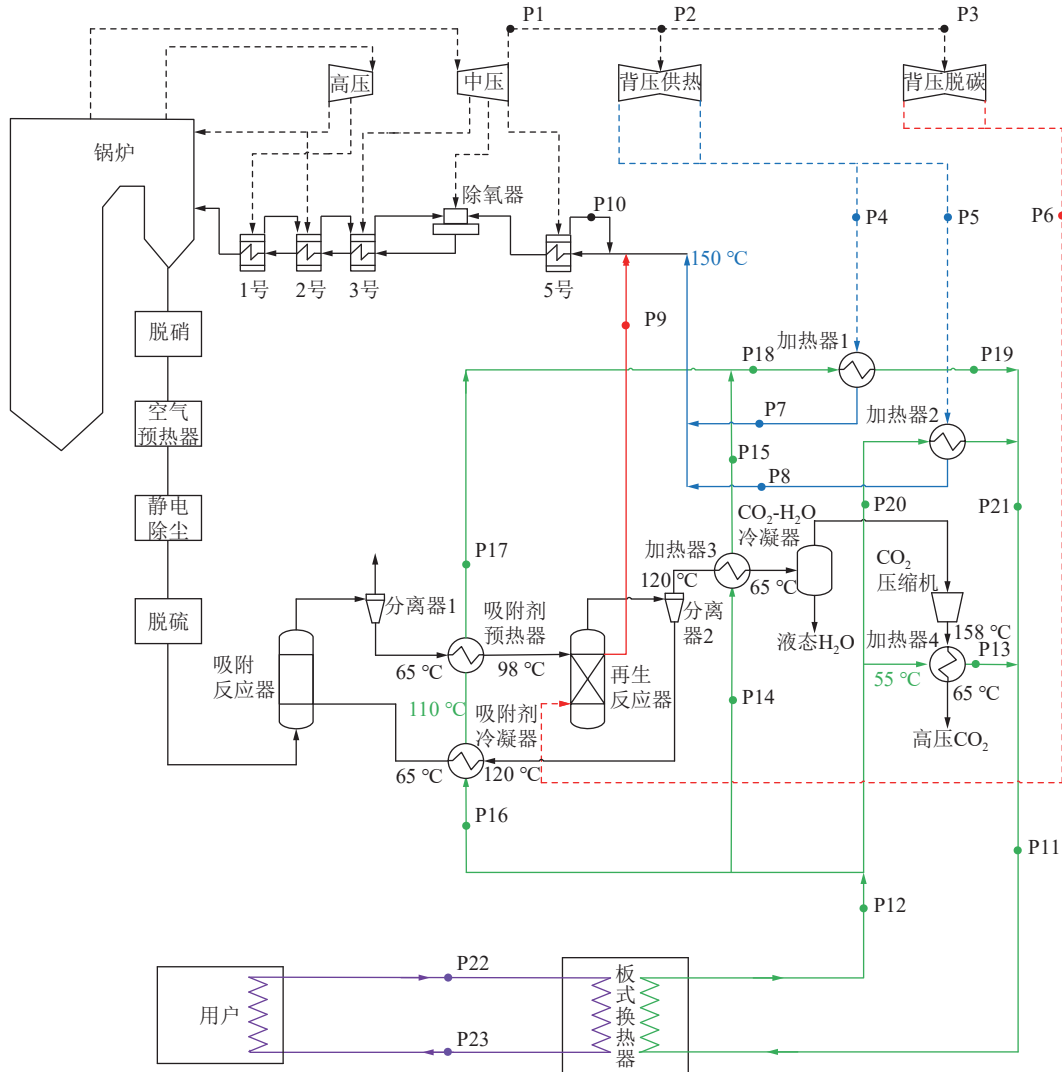 P1
P2
P3
高压
中压
背压供热
背压脱碳
锅炉
除氧器
P10
P4
P5
P6
150 ℃
1号
2号
3号
5号
P9
脱硝
加热器1
P18
P19
空气
预热器
加热器2
P7
P15
P8
静电
除尘
P20
P21
CO₂-H₂O
冷凝器
P17
加热器3
120 ℃
65 ℃
CO₂
压缩机
分离器1
吸附剂
预热器
分离
器2
脱硫
158 ℃
液态H₂O
加热器4
P13
65 ℃
98 ℃
吸附
反应器
再生
反应器
55 ℃
65 ℃
110 ℃
吸附剂
冷凝器
P14
高压CO₂
65 ℃
120 ℃
P16
P11
P12
P22
板式换热器
用户
P23